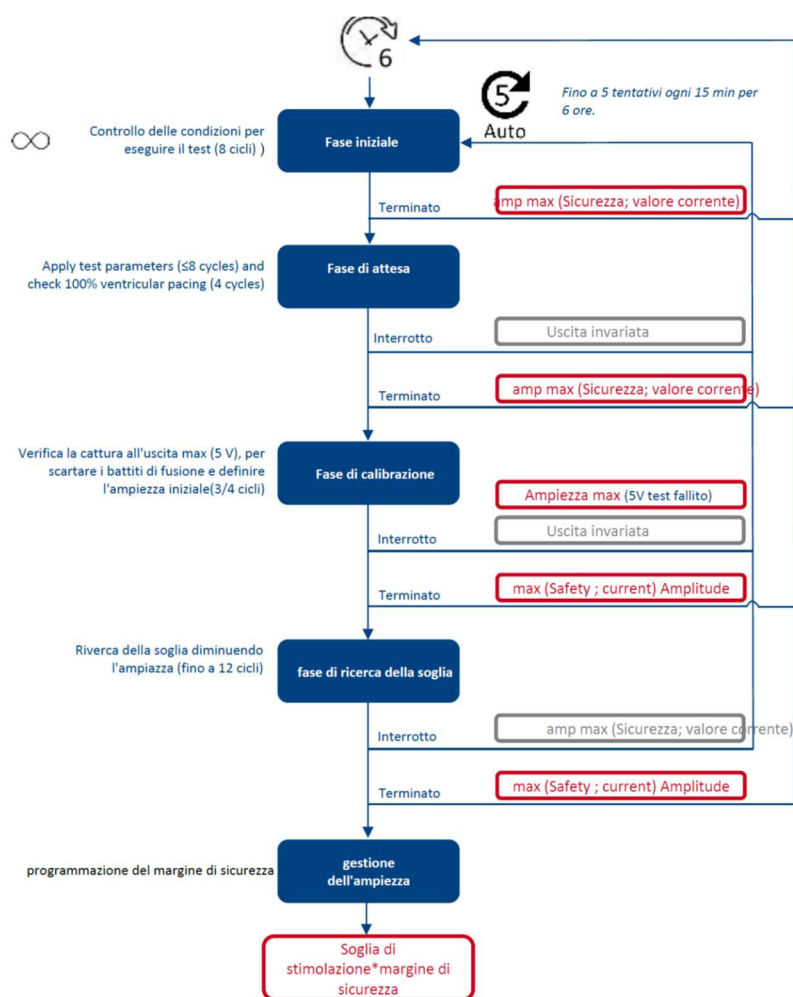 6
5
Auto
Fino a 5 tentativi ogni 15 min per
6 ore.
∞
Controllo delle condizioni per
eseguire il test (8 cicli) )
Fase iniziale
Terminato
amp max (Sicurezza; valore corrente)
Apply test parameters (≤8 cycles) and
check 100% ventricular pacing (4 cycles)
Fase di attesa
Interrotto
Uscita invariata
Terminato
amp max (Sicurezza; valore corrente)
Verifica la cattura all'uscita max (5 V), per
scartare i battiti di fusione e definire
l'ampiezza iniziale(3/4 cicli)
Fase di calibrazione
Ampiezza max (5V test fallito)
Interrotto
Uscita invariata
Terminato
max (Safety ; current) Amplitude
Riverca della soglia diminuendo
l'ampiazza (fino a 12 cicli)
fase di ricerca della soglia
Interrotto
amp max (Sicurezza; valore corrente)
Terminato
max (Safety ; current) Amplitude
programmazione del margine di sicurezza
gestione
dell'ampiezza
Soglia di
stimolazione*margine di
sicurezza